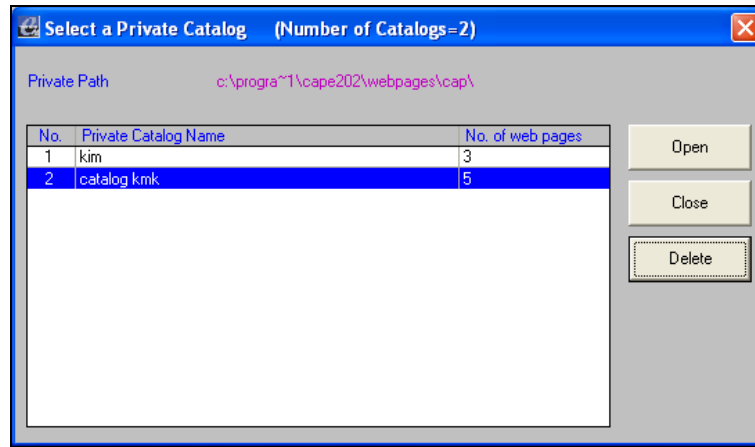 Select a Private Catalog (Number of Catalogs=2)
Private Path c:\progra~1\cape202\webpages\cap\
No. Private Catalog Name No. of web pages
1 kim 3
2 catalog kmk 5
Open
Close
Delete